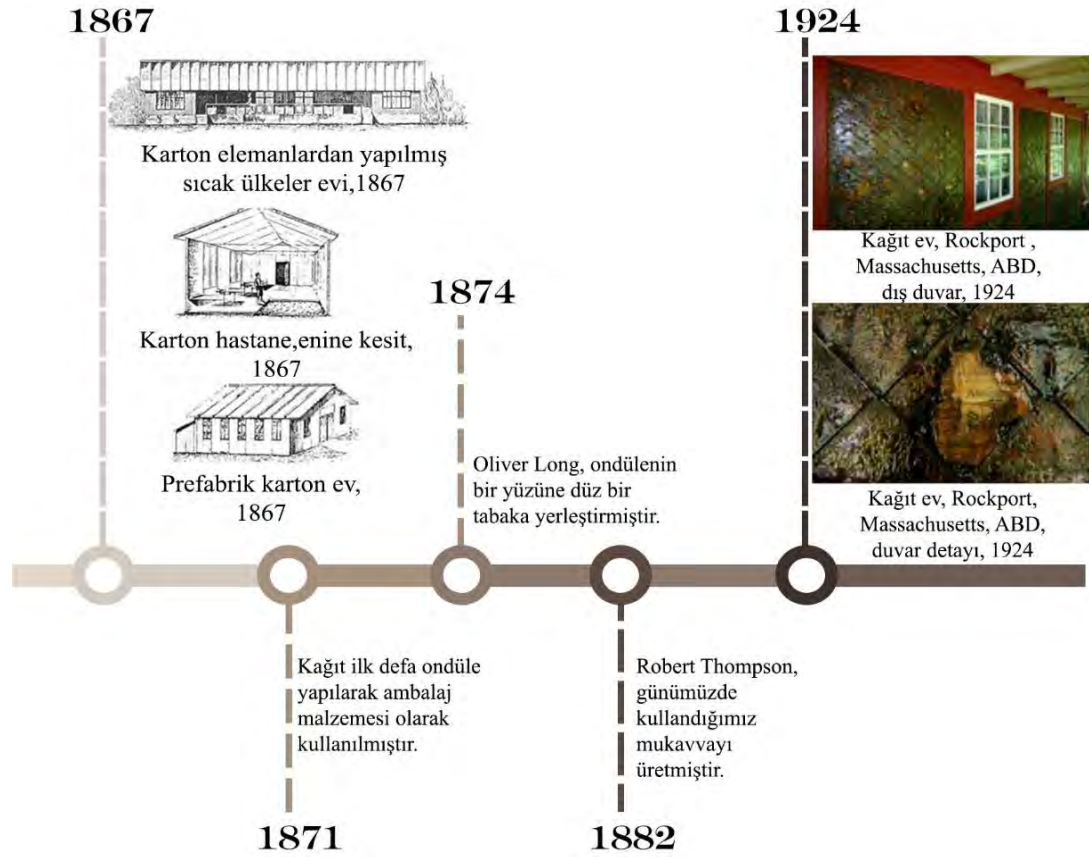 1867
Karton elemanlardan yapılmış
sıcak ülkeler evi,1867
Karton hastane,enine kesit,
1867
Prefabrik karton ev,
1867
1871
Kağıt ilk defa ondüle
yapılarak ambalaj
malzemesi olarak
kullanılmıştır.
1874
Oliver Long, ondülenin
bir yüzüne düz bir
tabaka yerleştirmiştir.
1882
Robert Thompson,
günümüzde
kullandığımız
mukavvayı
üretmiştir.
1924
Kağıt ev, Rockport ,
Massachusetts, ABD,
dış duvar, 1924
Kağıt ev, Rockport,
Massachusetts, ABD,
duvar detayı, 1924